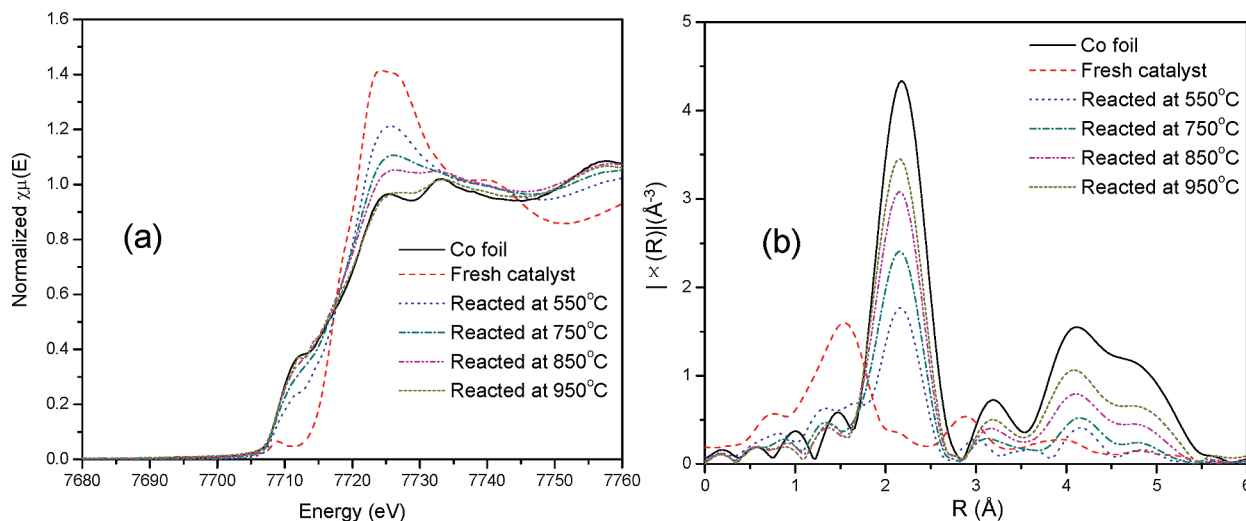 1.6
1.4
1.2
1.0
0.8
0.6
0.4
0.2
0.0
Normalized χμ(E)
(a)
Co foil
Fresh catalyst
Reacted at 550°C
Reacted at 750°C
Reacted at 850°C
Reacted at 950°C
7680 7690 7700 7710 7720 7730 7740 7750 7760
Energy (eV)
5
4
3
2
1
0
| χ (R)|(Å⁻³)
(b)
Co foil
Fresh catalyst
Reacted at 550°C
Reacted at 750°C
Reacted at 850°C
Reacted at 950°C
0 1 2 3 4 5 6
R (Å)